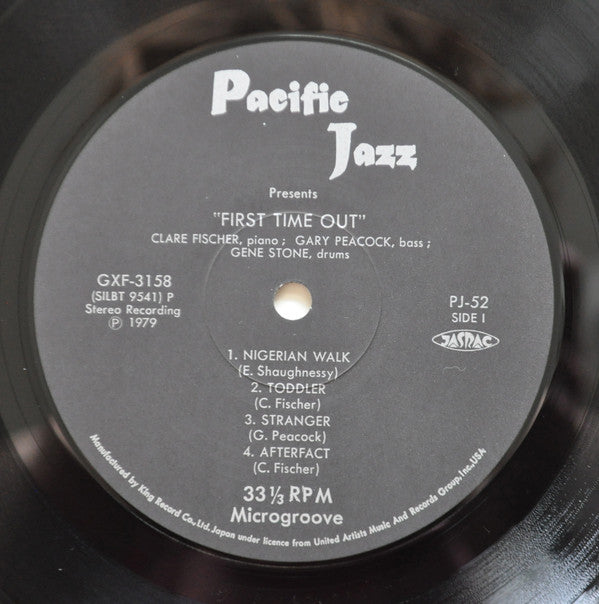 Pacific
Jazz
Presents
"FIRST TIME OUT"
CLARE FISCHER, piano ; GARY PEACOCK, bass ;
GENE STONE, drums
GXF-3158
(SILBT 9541) P
Stereo Recording
Ⓟ 1979
PJ-52
SIDE I
JASRAC
1. NIGERIAN WALK
(E. Shaughnessy)
2. TODDLER
(C. Fischer)
3. STRANGER
(G. Peacock)
4. AFTERFACT
(C. Fischer)
33 1/3 RPM
Microgroove
Manufactured by King Record Co., Ltd. Japan under licence from United Artists Music And Records Group, Inc. USA